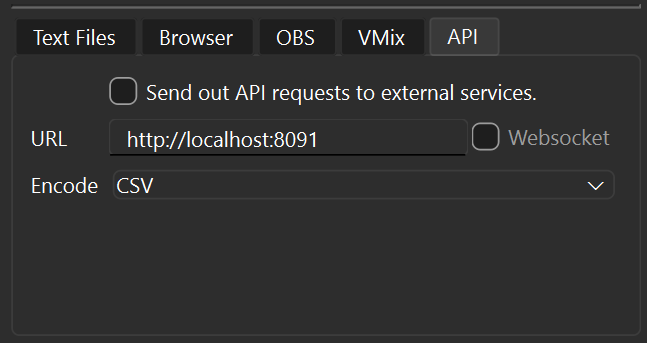 Text Files Browser OBS VMix API
Send out API requests to external services.
URL http://localhost:8091 Websocket
Encode CSV